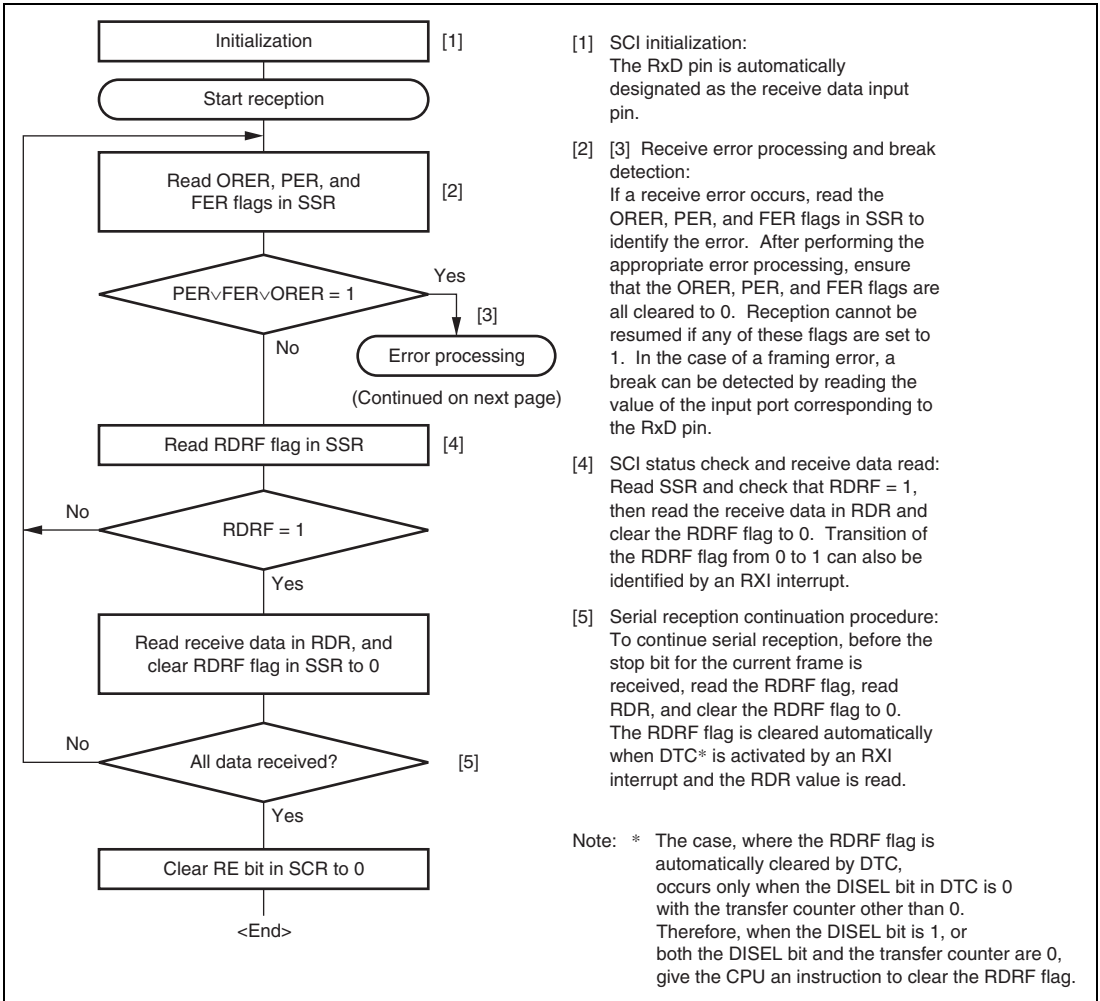 Initialization [1]
Start reception
Read ORER, PER, and
FER flags in SSR
[2]
PER∨FER∨ORER = 1
Yes
[3]
No
Error processing
(Continued on next page)
Read RDRF flag in SSR [4]
No
RDRF = 1
Yes
Read receive data in RDR, and
clear RDRF flag in SSR to 0
No
All data received? [5]
Yes
Clear RE bit in SCR to 0
<End>
[1] SCI initialization:
The RxD pin is automatically
designated as the receive data input
pin.
[2] [3] Receive error processing and break
detection:
If a receive error occurs, read the
ORER, PER, and FER flags in SSR to
identify the error. After performing the
appropriate error processing, ensure
that the ORER, PER, and FER flags are
all cleared to 0. Reception cannot be
resumed if any of these flags are set to
1. In the case of a framing error, a
break can be detected by reading the
value of the input port corresponding to
the RxD pin.
[4] SCI status check and receive data read:
Read SSR and check that RDRF = 1,
then read the receive data in RDR and
clear the RDRF flag to 0. Transition of
the RDRF flag from 0 to 1 can also be
identified by an RXI interrupt.
[5] Serial reception continuation procedure:
To continue serial reception, before the
stop bit for the current frame is
received, read the RDRF flag, read
RDR, and clear the RDRF flag to 0.
The RDRF flag is cleared automatically
when DTC* is activated by an RXI
interrupt and the RDR value is read.
Note: * The case, where the RDRF flag is
automatically cleared by DTC,
occurs only when the DISEL bit in DTC is 0
with the transfer counter other than 0.
Therefore, when the DISEL bit is 1, or
both the DISEL bit and the transfer counter are 0,
give the CPU an instruction to clear the RDRF flag.